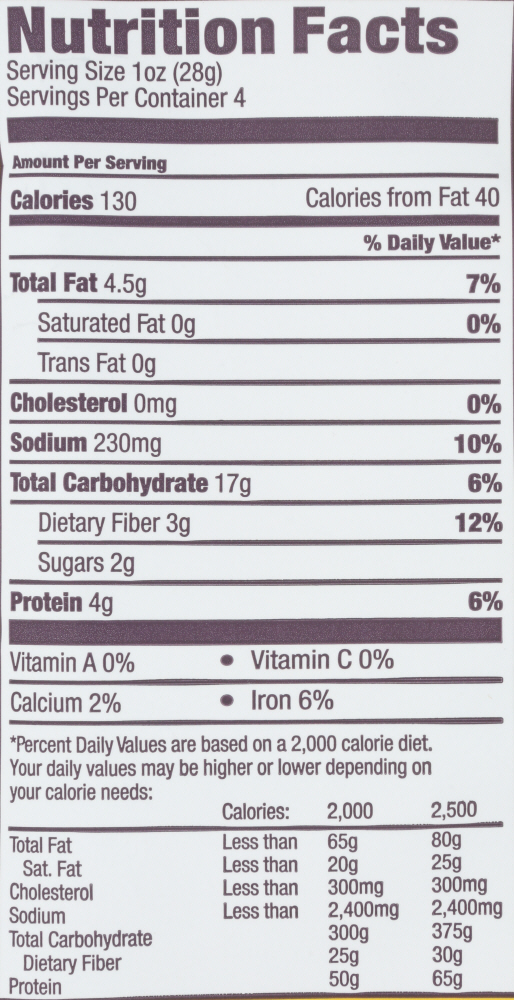 Nutrition Facts
Serving Size 1oz (28g)
Servings Per Container 4
Amount Per Serving
Calories 130 Calories from Fat 40
% Daily Value*
Total Fat 4.5g 7%
Saturated Fat 0g 0%
Trans Fat 0g
Cholesterol 0mg 0%
Sodium 230mg 10%
Total Carbohydrate 17g 6%
Dietary Fiber 3g 12%
Sugars 2g
Protein 4g 6%
Vitamin A 0% • Vitamin C 0%
Calcium 2% • Iron 6%
*Percent Daily Values are based on a 2,000 calorie diet.
Your daily values may be higher or lower depending on
your calorie needs:
Calories: 2,000 2,500
Total Fat Less than 65g 80g
Sat. Fat Less than 20g 25g
Cholesterol Less than 300mg 300mg
Sodium Less than 2,400mg 2,400mg
Total Carbohydrate 300g 375g
Dietary Fiber 25g 30g
Protein 50g 65g